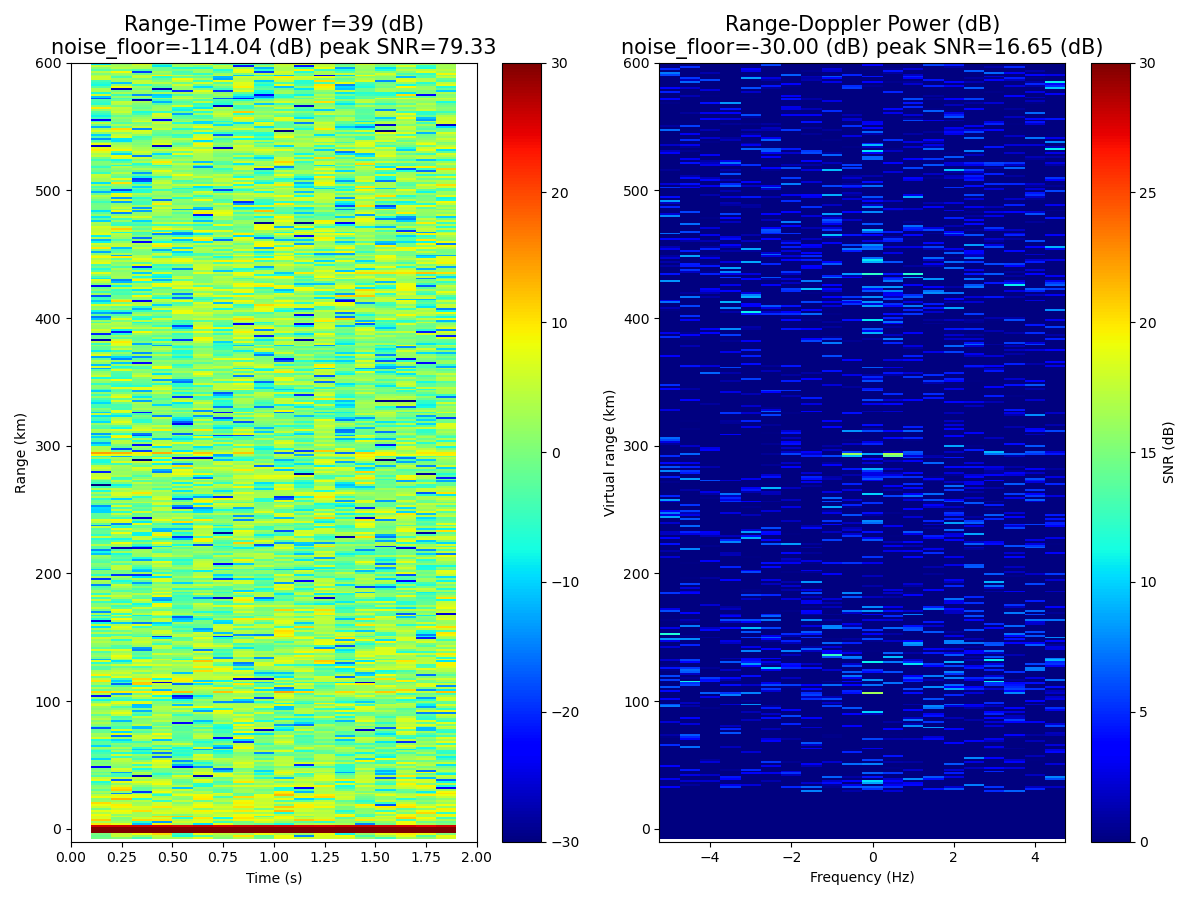 Range-Time Power f=39 (dB)
noise_floor=-114.04 (dB) peak SNR=79.33
Range (km)
600
500
400
300
200
100
0
0.00 0.25 0.50 0.75 1.00 1.25 1.50 1.75 2.00
Time (s)
30
20
10
0
−10
−20
−30
Range-Doppler Power (dB)
noise_floor=-30.00 (dB) peak SNR=16.65 (dB)
Virtual range (km)
600
500
400
300
200
100
0
−4 −2 0 2 4
Frequency (Hz)
30
25
20
15
10
5
0
SNR (dB)